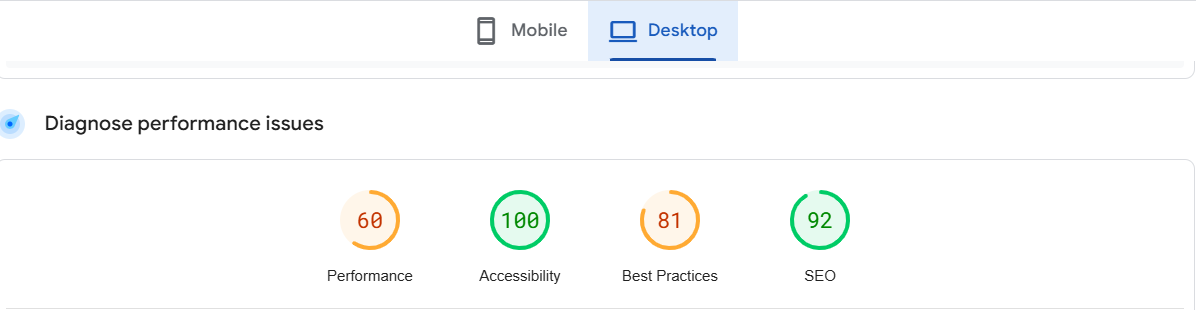 Mobile
Desktop
Diagnose performance issues
60
100
81
92
Performance
Accessibility
Best Practices
SEO